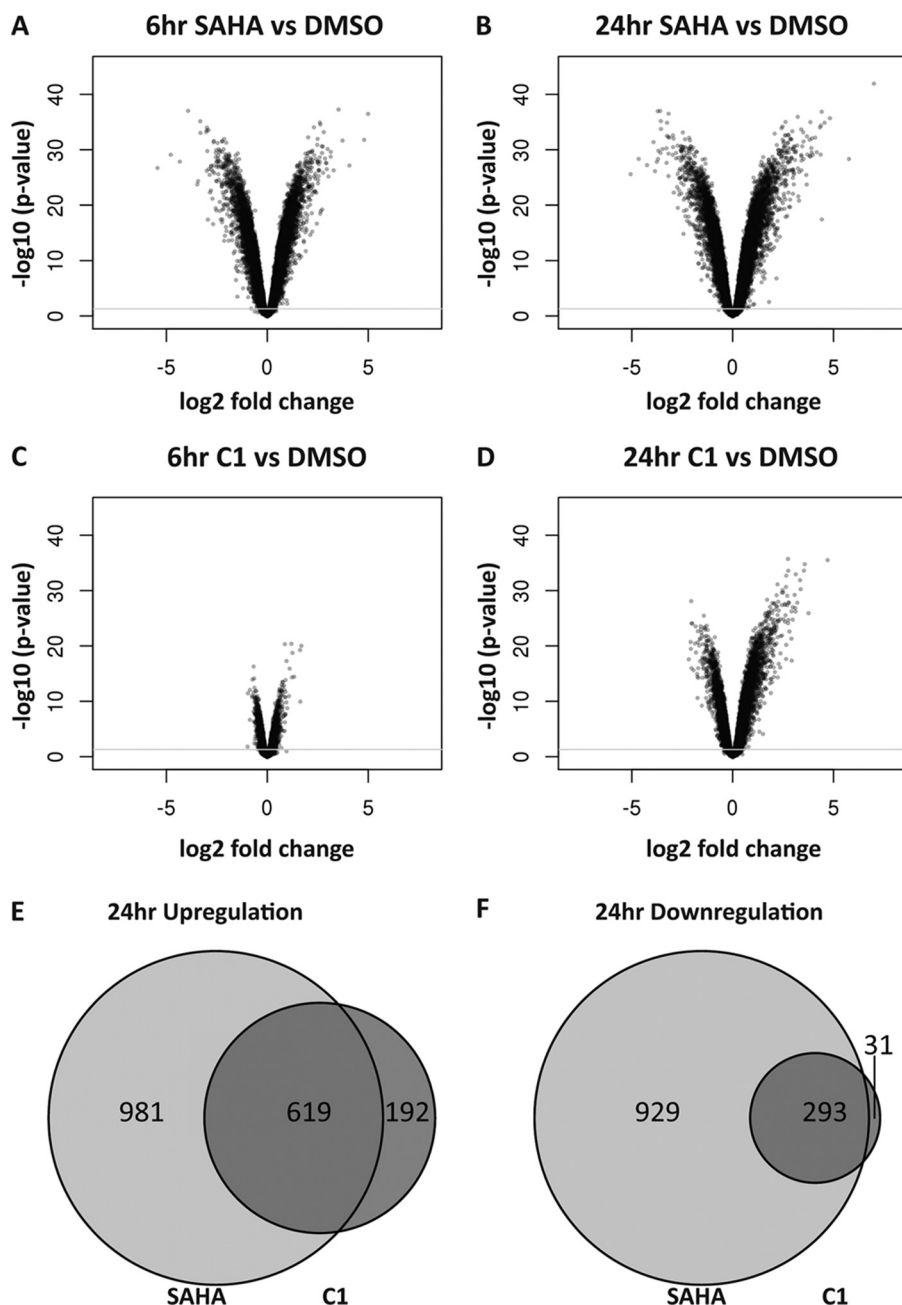 A 6hr SAHA vs DMSO
-log10 (p-value)
40
30
20
10
0
-5 0 5
log2 fold change
B 24hr SAHA vs DMSO
-log10 (p-value)
40
30
20
10
0
-5 0 5
log2 fold change
C 6hr C1 vs DMSO
-log10 (p-value)
40
30
20
10
0
-5 0 5
log2 fold change
D 24hr C1 vs DMSO
-log10 (p-value)
40
30
20
10
0
-5 0 5
log2 fold change
E 24hr Upregulation
981 619 192
SAHA C1
F 24hr Downregulation
31
929 293
SAHA C1